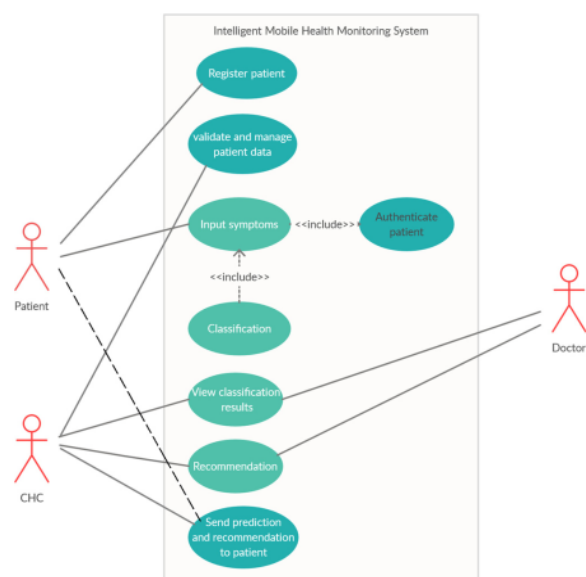 Intelligent Mobile Health Monitoring System
Register patient
validate and manage
patient data
Input symptoms
<<include>>
Authenticate
patient
<<include>>
Patient
Classification
Doctor
View classification
results
Recommendation
CHC
Send prediction
and recommendation
to patient